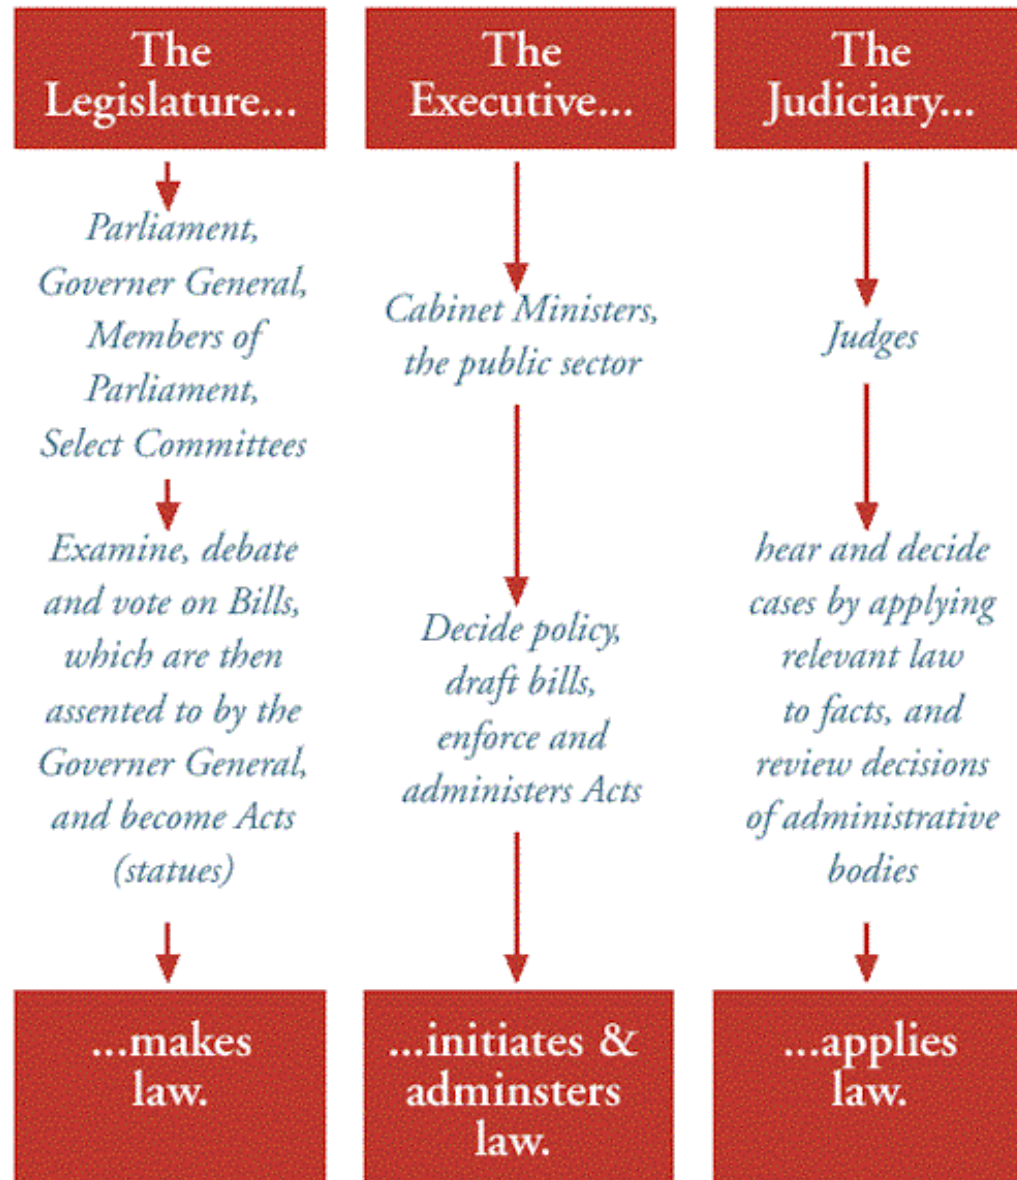 The
Legislature...
Parliament,
Governer General,
Members of
Parliament,
Select Committees
Examine, debate
and vote on Bills,
which are then
assented to by the
Governer General,
and become Acts
(statues)
...makes
law.
The
Executive...
Cabinet Ministers,
the public sector
Decide policy,
draft bills,
enforce and
administers Acts
...initiates &
adminsters
law.
The
Judiciary...
Judges
hear and decide
cases by applying
relevant law
to facts, and
review decisions
of administrative
bodies
...applies
law.